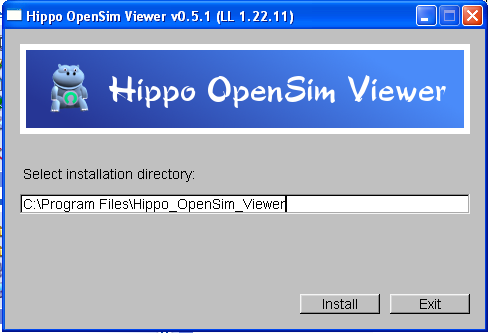 Hippo OpenSim Viewer v0.5.1 (LL 1.22.11)
Hippo OpenSim Viewer
Select installation directory:
C:\Program Files\Hippo_OpenSim_Viewer
Install
Exit